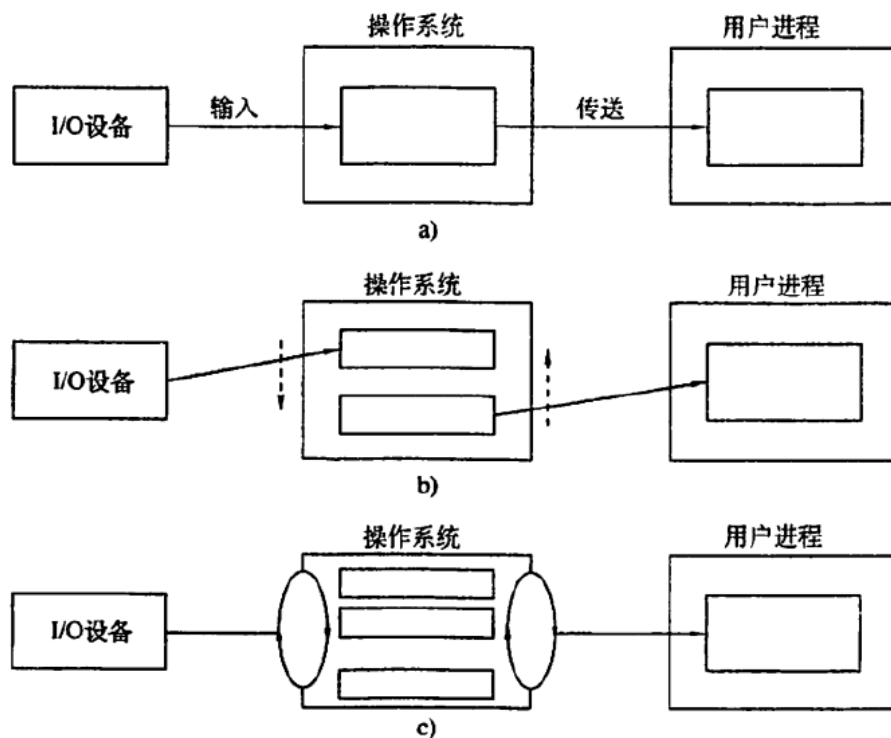 操作系统
用户进程
I/O设备
输入
传送
a)
操作系统
用户进程
I/O设备
b)
操作系统
用户进程
I/O设备
c)